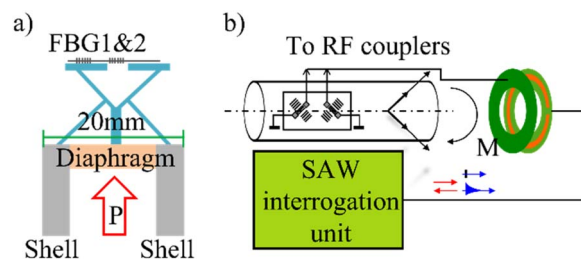 a)
FBG1&2
20mm
Diaphragm
P
Shell
Shell
b)
To RF couplers
M
SAW
interrogation
unit